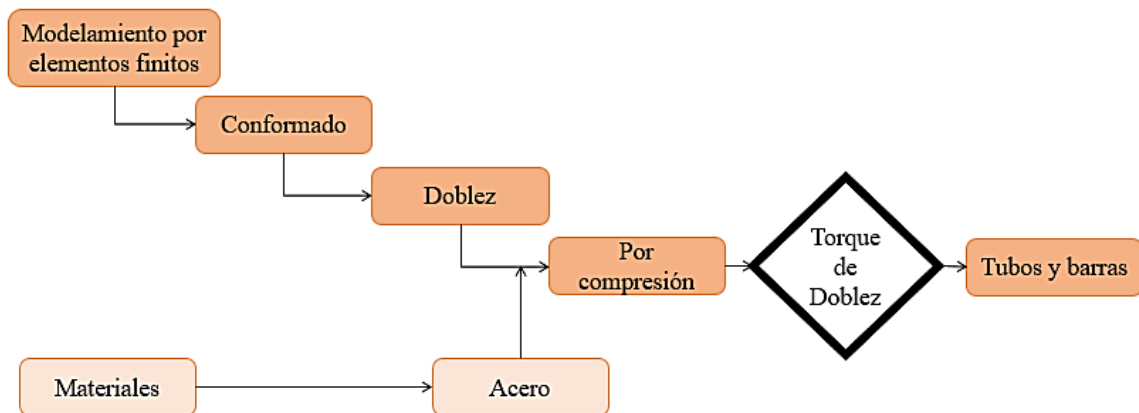 Modelamiento por
elementos finitos
Conformado
Doblez
Por
compresión
Torque
de
Doblez
Tubos y barras
Materiales
Acero